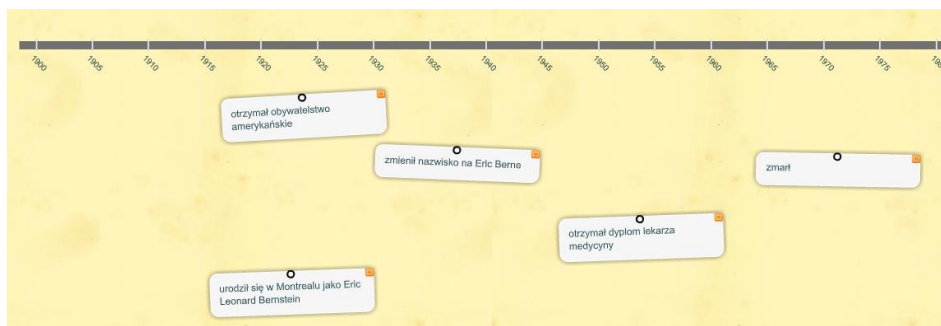 1900 1905 1910 1915 1920 1925 1930 1935 1940 1945 1950 1955 1960 1965 1970 1975
otrzymał obywatelstwo
amerykańskie
zmienił nazwisko na Eric Berne
zmarł
otrzymał dyplom lekarza
medycyny
urodził się w Montrealu jako Eric
Leonard Bernstein